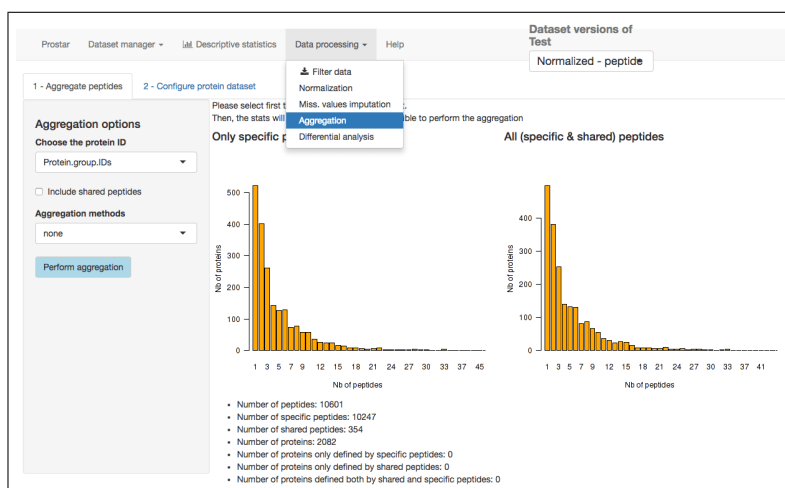 Prostar Dataset manager Descriptive statistics Data processing Help
Dataset versions of
Test
Normalized - peptide
Filter data
Normalization
Miss. values imputation
Aggregation
Differential analysis
1 - Aggregate peptides 2 - Configure protein dataset
Aggregation options
Choose the protein ID
Protein.group.IDs
Include shared peptides
Aggregation methods
none
Perform aggregation
Please select first t
Then, the stats will ble to perform the aggregation
Only specific p
All (specific & shared) peptides
Nb of proteins
500
400
300
200
100
0
1 3 5 7 9 12 15 18 21 24 27 30 33 37 45
Nb of peptides
Nb of proteins
400
300
200
100
0
1 3 5 7 9 12 15 18 21 24 27 30 33 37 41
Nb of peptides
Number of peptides: 10601
Number of specific peptides: 10247
Number of shared peptides: 354
Number of proteins: 2082
Number of proteins only defined by specific peptides: 0
Number of proteins only defined by shared peptides: 0
Number of proteins defined both by shared and specific peptides: 0